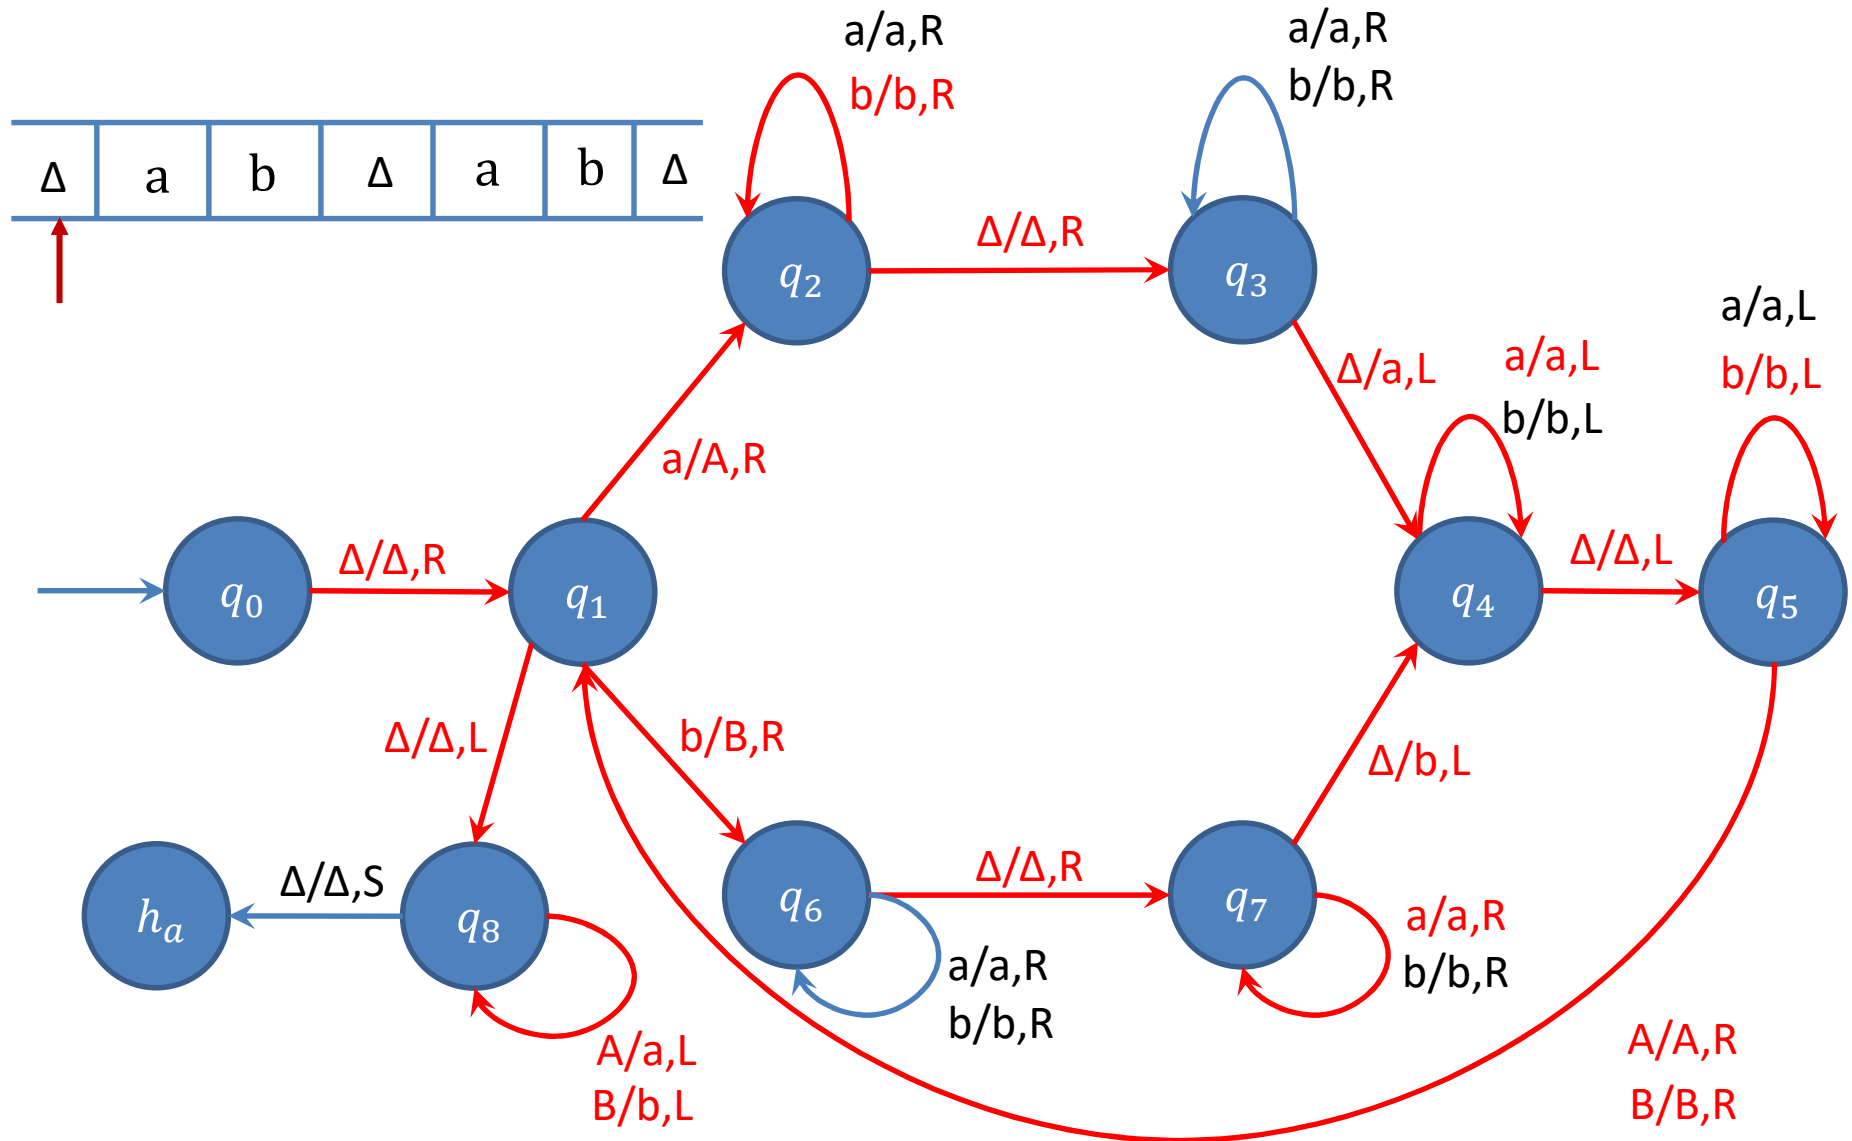 a/a,R
b/b,R
a/a,R
b/b,R
Δ a b Δ a b Δ
q2
Δ/Δ,R
q3
a/a,L
b/b,L
Δ/a,L
a/a,L
b/b,L
a/A,R
q0
Δ/Δ,R
q1
q4
Δ/Δ,L
q5
Δ/Δ,L
b/B,R
Δ/b,L
ha
Δ/Δ,S
q8
q6
Δ/Δ,R
q7
a/a,R
b/b,R
a/a,R
b/b,R
A/a,L
B/b,L
A/A,R
B/B,R